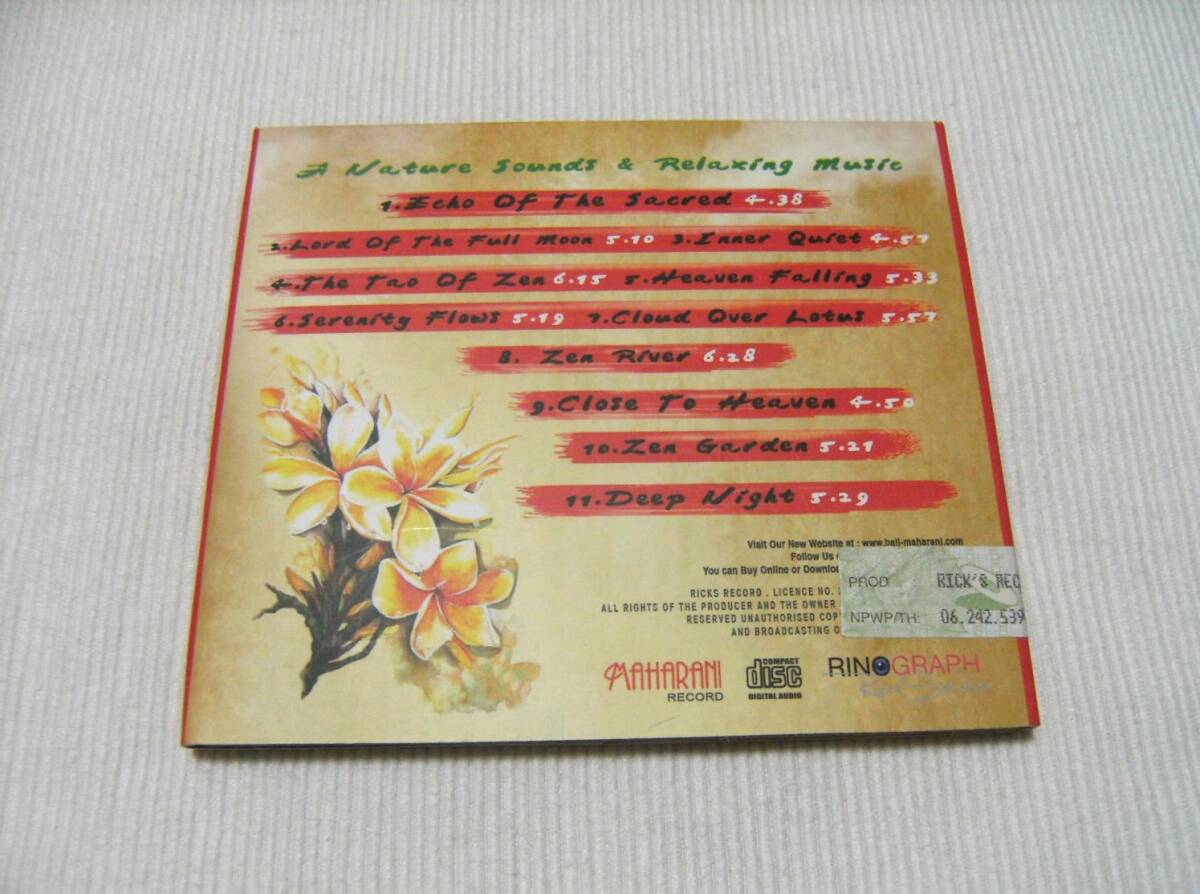 A Nature Sounds & Relaxing Music
1.Echo Of The Sacred 4.38
2.Lord Of The Full Moon 5.10 3.Inner Quiet 4.57
4.The Tao Of Zen 6.15 5.Heaven Falling 5.33
6.Serenity Flows 5.19 7.Cloud Over Lotus 5.57
8. Zen River 6.28
9.Close To Heaven 4.50
10.Zen Garden 5.21
11.Deep Night 5.29
Visit Our New Website at : www.bali-maharani.com
Follow Us
You can Buy Online or
RICKS RECORD . LICENCE NO.
ALL RIGHTS OF THE PRODUCER AND THE OWNER
RESERVED UNAUTHORISED
AND BROADCASTING
PROD : RICK'S REC
NPWP/TH: 06.242.539
MAHARANI
RECORD
COMPACT
disc
DIGITAL AUDIO
RINOGRAPH